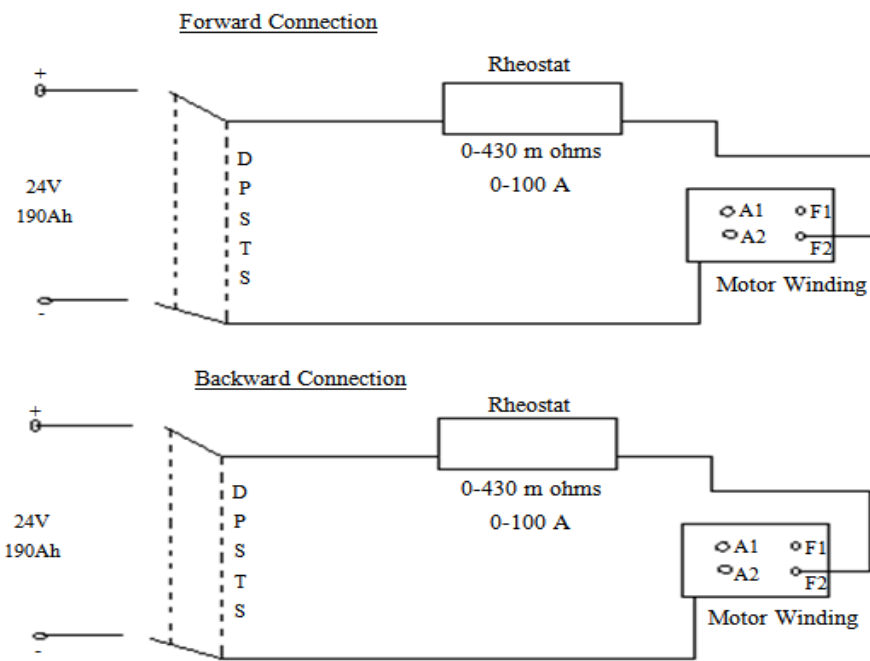 Forward Connection
Rheostat
+
0-430 m ohms
0-100 A
24V
190Ah
-
D
P
S
T
S
A1 F1
A2 F2
Motor Winding
Backward Connection
Rheostat
+
0-430 m ohms
0-100 A
24V
190Ah
-
D
P
S
T
S
A1 F1
A2 F2
Motor Winding